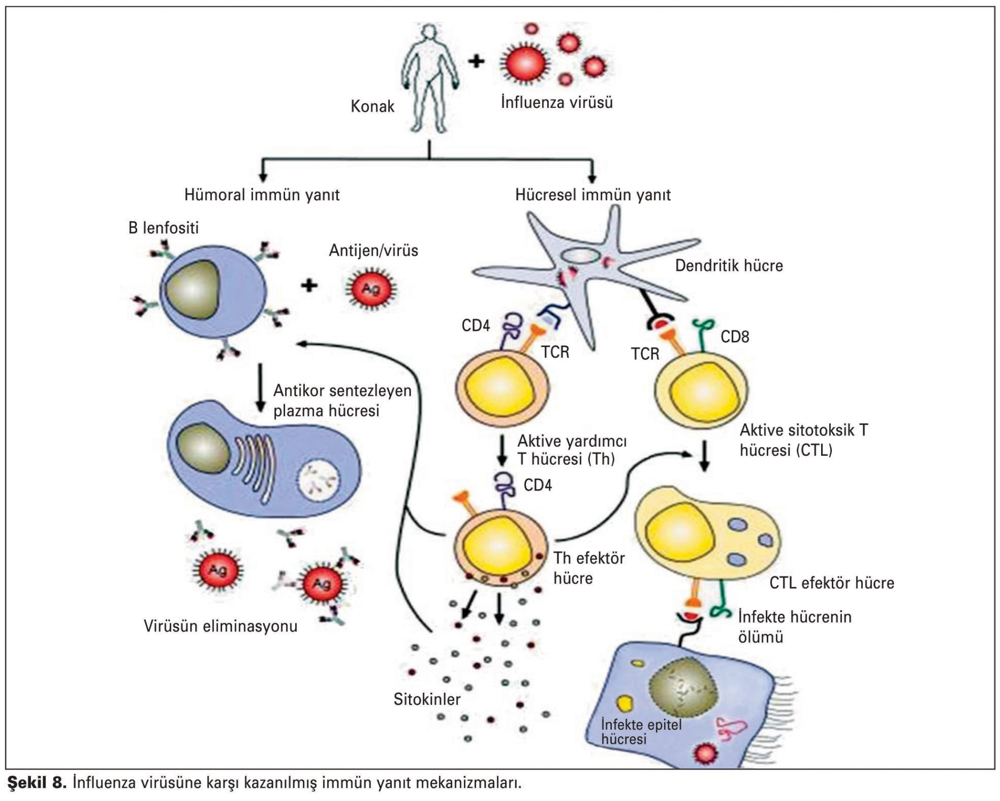 Konak
İnfluenza virüsü
Hümoral immün yanıt
Hücresel immün yanıt
B lenfositi
Antijen/virüs
Ag
Dendritik hücre
CD4
TCR
TCR
CD8
Antikor sentezleyen
plazma hücresi
Aktive yardımcı
T hücresi (Th)
Aktive sitotoksik T
hücresi (CTL)
CD4
Th efektör
hücre
Ag
Ag
Virüsün eliminasyonu
CTL efektör hücre
İnfekte hücrenin
ölümü
Sitokinler
İnfekte epitel
hücresi
Şekil 8. İnfluenza virüsüne karşı kazanılmış immün yanıt mekanizmaları.